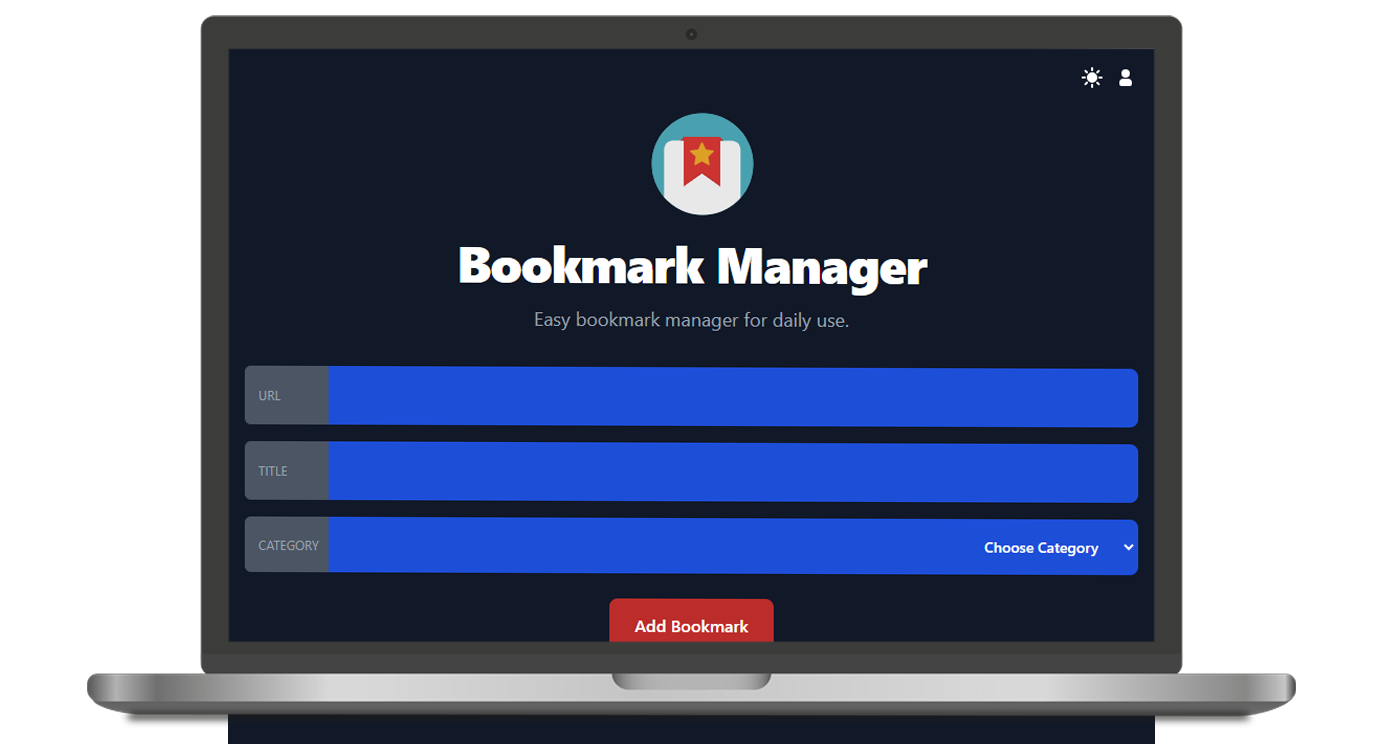 Bookmark Manager
Easy bookmark manager for daily use.
URL
TITLE
CATEGORY Choose Category
Add Bookmark